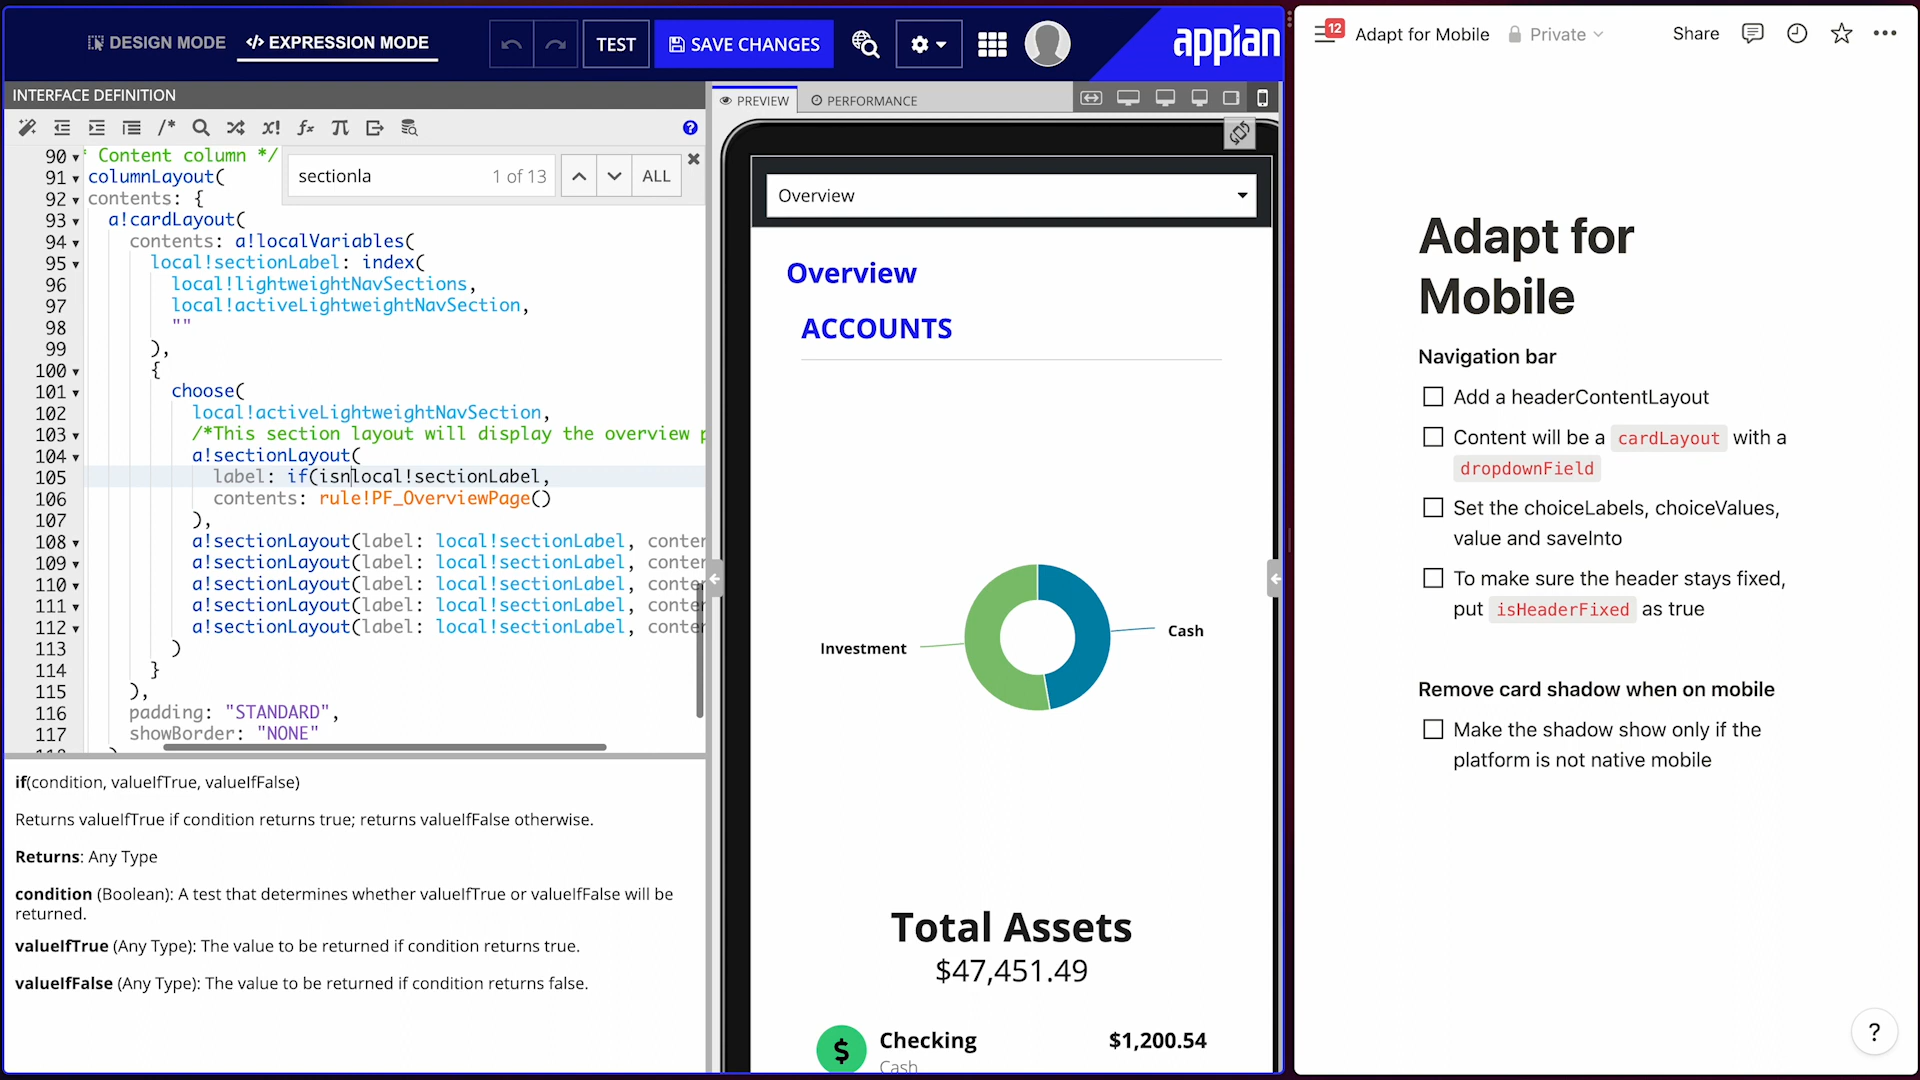 DESIGN MODE
</> EXPRESSION MODE
TEST
SAVE CHANGES
appian
INTERFACE DEFINITION
/*
x!
90 * Content column */
91 columnLayout(
92 contents: {
93 a!cardLayout(
94 contents: a!localVariables(
95 local!sectionLabel: index(
96 local!lightweightNavSections,
97 local!activeLightweightNavSection,
98 ""
99 ),
100 {
101 choose(
102 local!activeLightweightNavSection,
103 /*This section layout will display the overview p
104 a!sectionLayout(
105 label: if(isnlocal!sectionLabel,
106 contents: rule!PF_OverviewPage()
107 ),
108 a!sectionLayout(label: local!sectionLabel, conter
109 a!sectionLayout(label: local!sectionLabel, conter
110 a!sectionLayout(label: local!sectionLabel, conter
111 a!sectionLayout(label: local!sectionLabel, conter
112 a!sectionLayout(label: local!sectionLabel, conter
113 )
114 }
115 ),
116 padding: "STANDARD",
117 showBorder: "NONE"
sectionla
1 of 13
ALL
if(condition, valueIfTrue, valueIfFalse)
Returns valueIfTrue if condition returns true; returns valueIfFalse otherwise.
Returns: Any Type
condition (Boolean): A test that determines whether valueIfTrue or valueIfFalse will be
returned.
valueIfTrue (Any Type): The value to be returned if condition returns true.
valueIfFalse (Any Type): The value to be returned if condition returns false.
PREVIEW
PERFORMANCE
Overview
Overview
ACCOUNTS
Investment
Cash
Total Assets
$47,451.49
$
Checking
$1,200.54
Cash
12
Adapt for Mobile
Private
Share
Adapt for
Mobile
Navigation bar
Add a headerContentLayout
Content will be a cardLayout with a
dropdownField
Set the choiceLabels, choiceValues,
value and saveInto
To make sure the header stays fixed,
put isHeaderFixed as true
Remove card shadow when on mobile
Make the shadow show only if the
platform is not native mobile
?